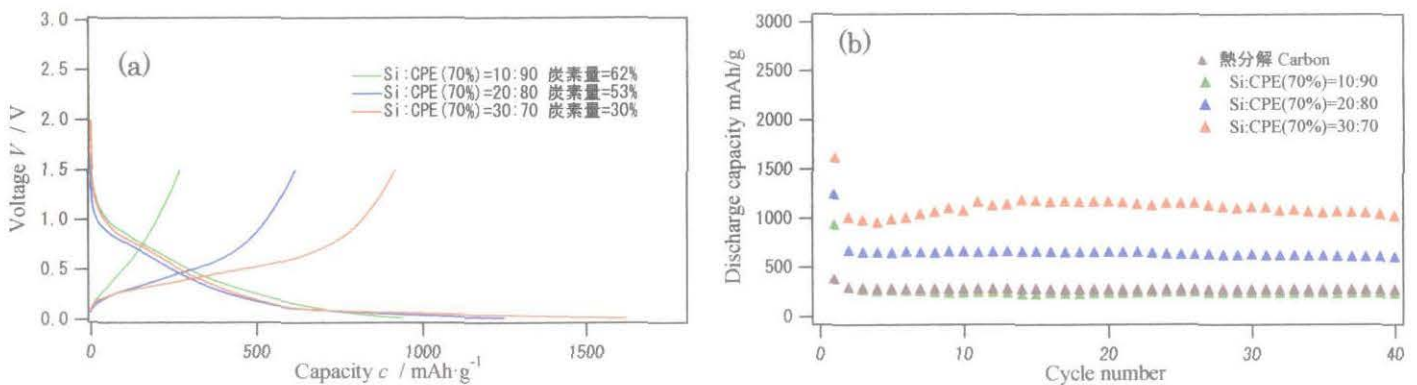 (a)
Si:CPE(70%)=10:90 炭素量=62%
Si:CPE(70%)=20:80 炭素量=53%
Si:CPE(70%)=30:70 炭素量=30%
Voltage V / V
3.0
2.5
2.0
1.5
1.0
0.5
0.0
0
500
1000
1500
Capacity c / mAh·g⁻¹
(b)
熱分解 Carbon
Si:CPE(70%)=10:90
Si:CPE(70%)=20:80
Si:CPE(70%)=30:70
Discharge capacity mAh/g
3000
2500
2000
1500
1000
500
0
0
10
20
30
40
Cycle number